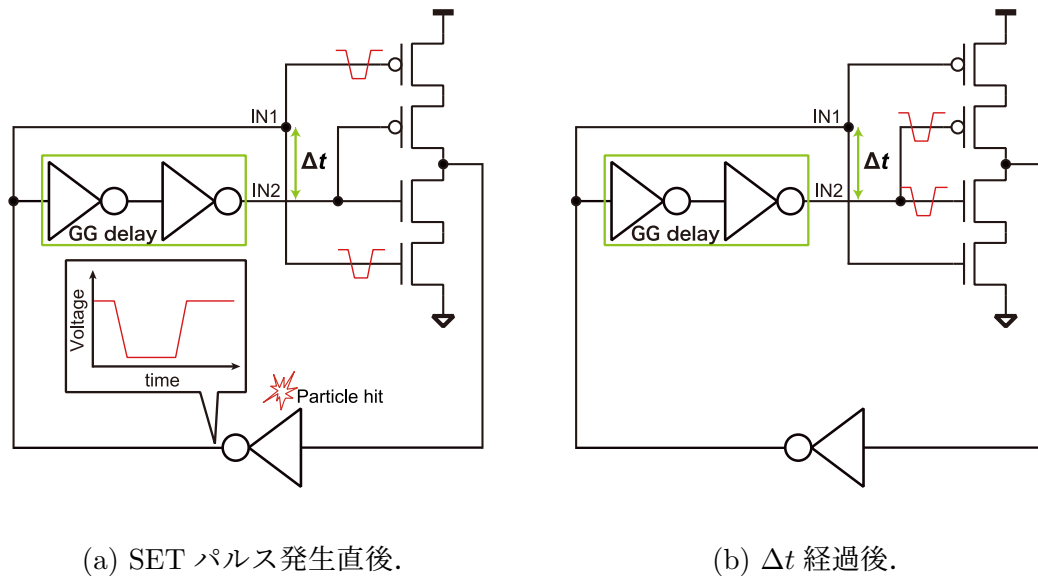 IN1
Δt
IN2
GG delay
Voltage
time
Particle hit
(a) SET パルス発生直後.
IN1
Δt
IN2
GG delay
(b) Δt 経過後.